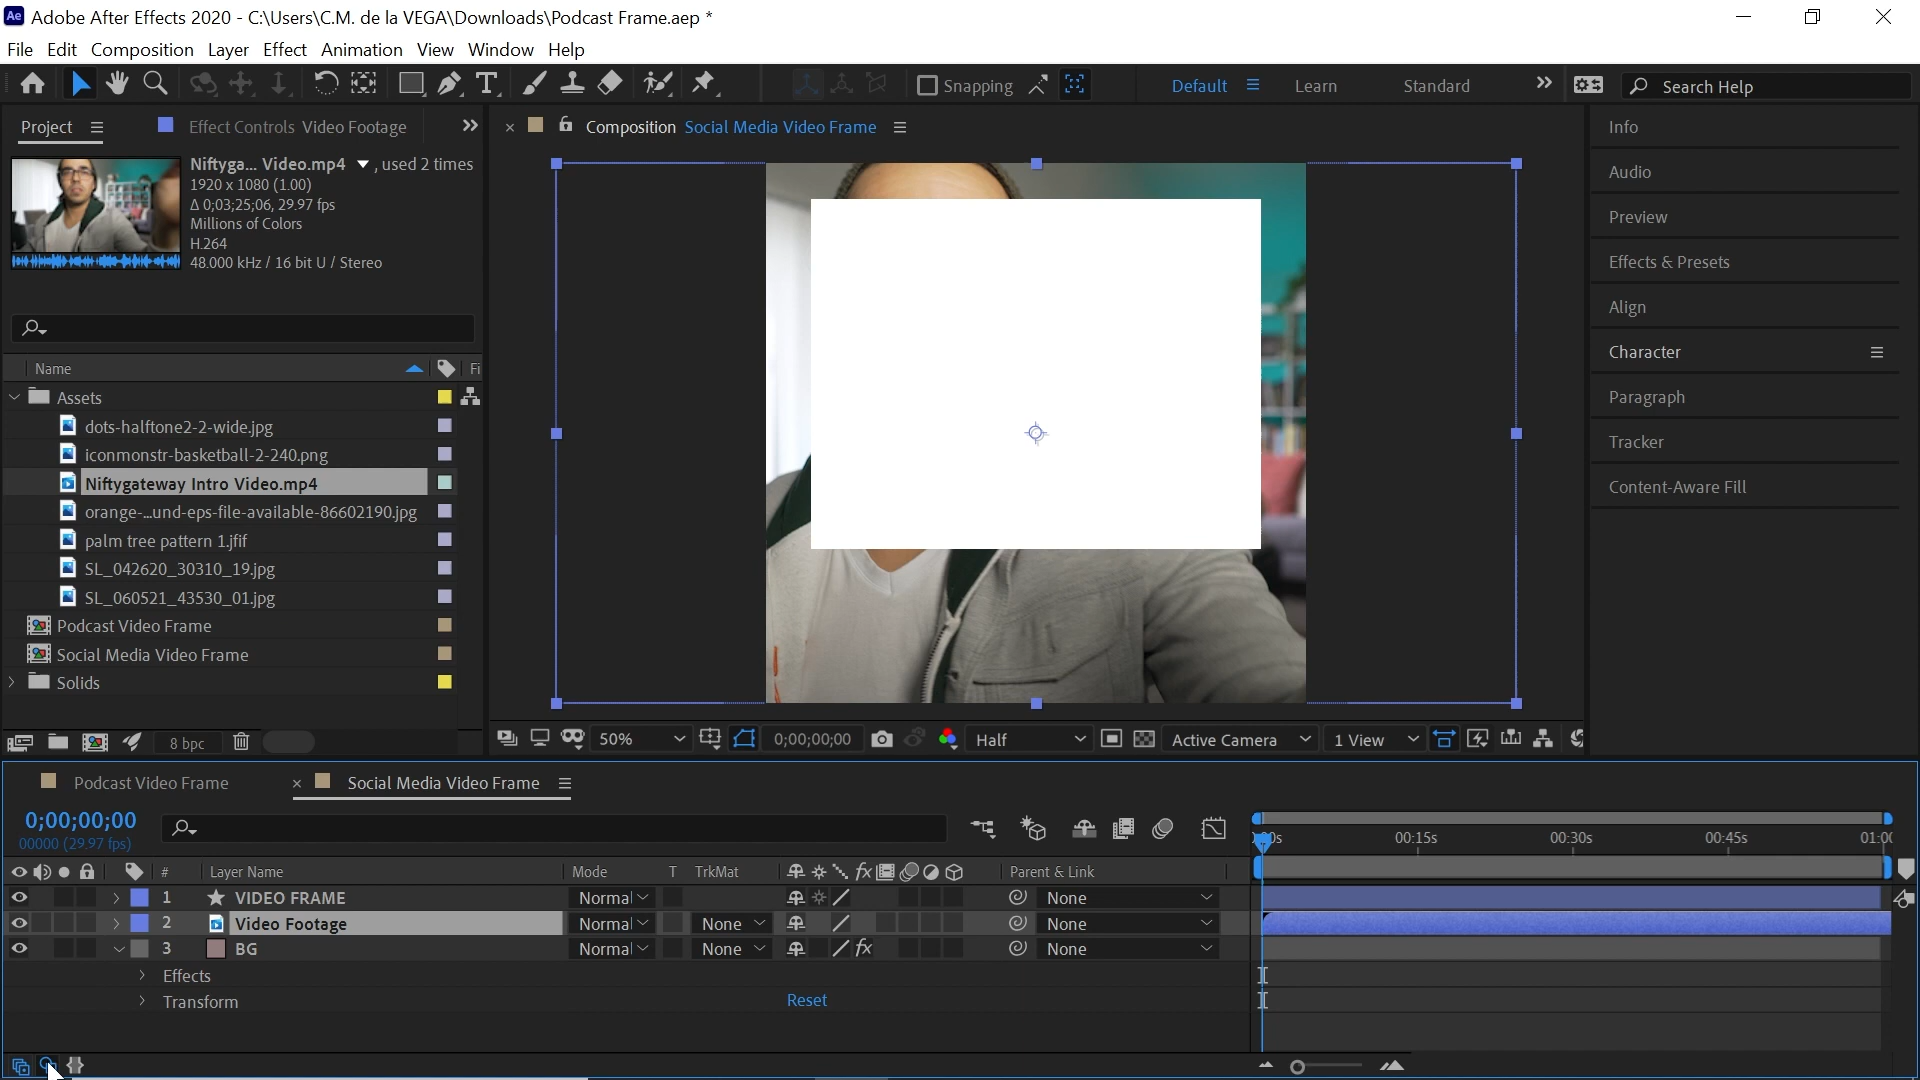 Ae Adobe After Effects 2020 - C:\Users\C.M. de la VEGA\Downloads\Podcast Frame.aep *
File Edit Composition Layer Effect Animation View Window Help
Snapping Default Learn Standard Search Help
Project Effect Controls Video Footage
Composition Social Media Video Frame
Niftyga... Video.mp4 , used 2 times
1920 x 1080 (1.00)
Δ 0;03;25;06, 29.97 fps
Millions of Colors
H.264
48.000 kHz / 16 bit U / Stereo
Name Fi
Assets
dots-halftone2-2-wide.jpg
iconmonstr-basketball-2-240.png
Niftygateway Intro Video.mp4
orange-...und-eps-file-available-86602190.jpg
palm tree pattern 1.jfif
SL_042620_30310_19.jpg
SL_060521_43530_01.jpg
Podcast Video Frame
Social Media Video Frame
Solids
8 bpc
50% 0;00;00;00 Half Active Camera 1 View
Info
Audio
Preview
Effects & Presets
Align
Character
Paragraph
Tracker
Content-Aware Fill
Podcast Video Frame × Social Media Video Frame
0;00;00;00
00000 (29.97 fps)
00:15s 00:30s 00:45s 01:00
# Layer Name Mode T TrkMat fx Parent & Link
1 VIDEO FRAME Normal None
2 Video Footage Normal None None
3 BG Normal None fx None
Effects
Transform Reset